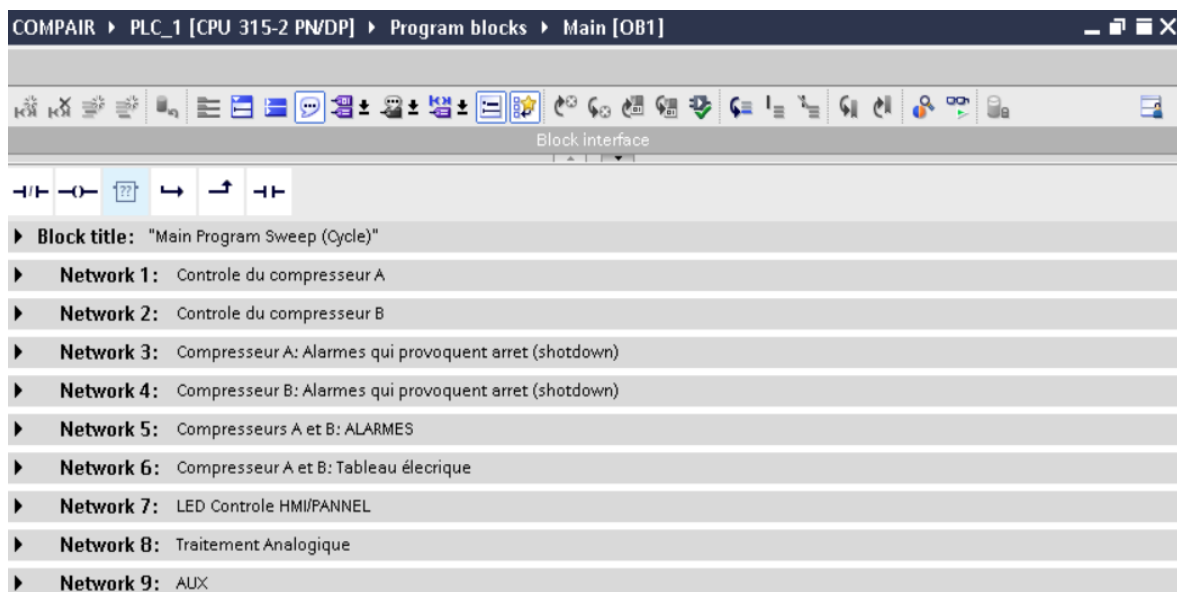 COMPAIR ▸ PLC_1 [CPU 315-2 PN/DP] ▸ Program blocks ▸ Main [OB1]
Block interface
Block title: "Main Program Sweep (Cycle)"
Network 1: Controle du compresseur A
Network 2: Controle du compresseur B
Network 3: Compresseur A: Alarmes qui provoquent arret (shotdown)
Network 4: Compresseur B: Alarmes qui provoquent arret (shotdown)
Network 5: Compresseurs A et B: ALARMES
Network 6: Compresseur A et B: Tableau élecrique
Network 7: LED Controle HMI/PANNEL
Network 8: Traitement Analogique
Network 9: AUX